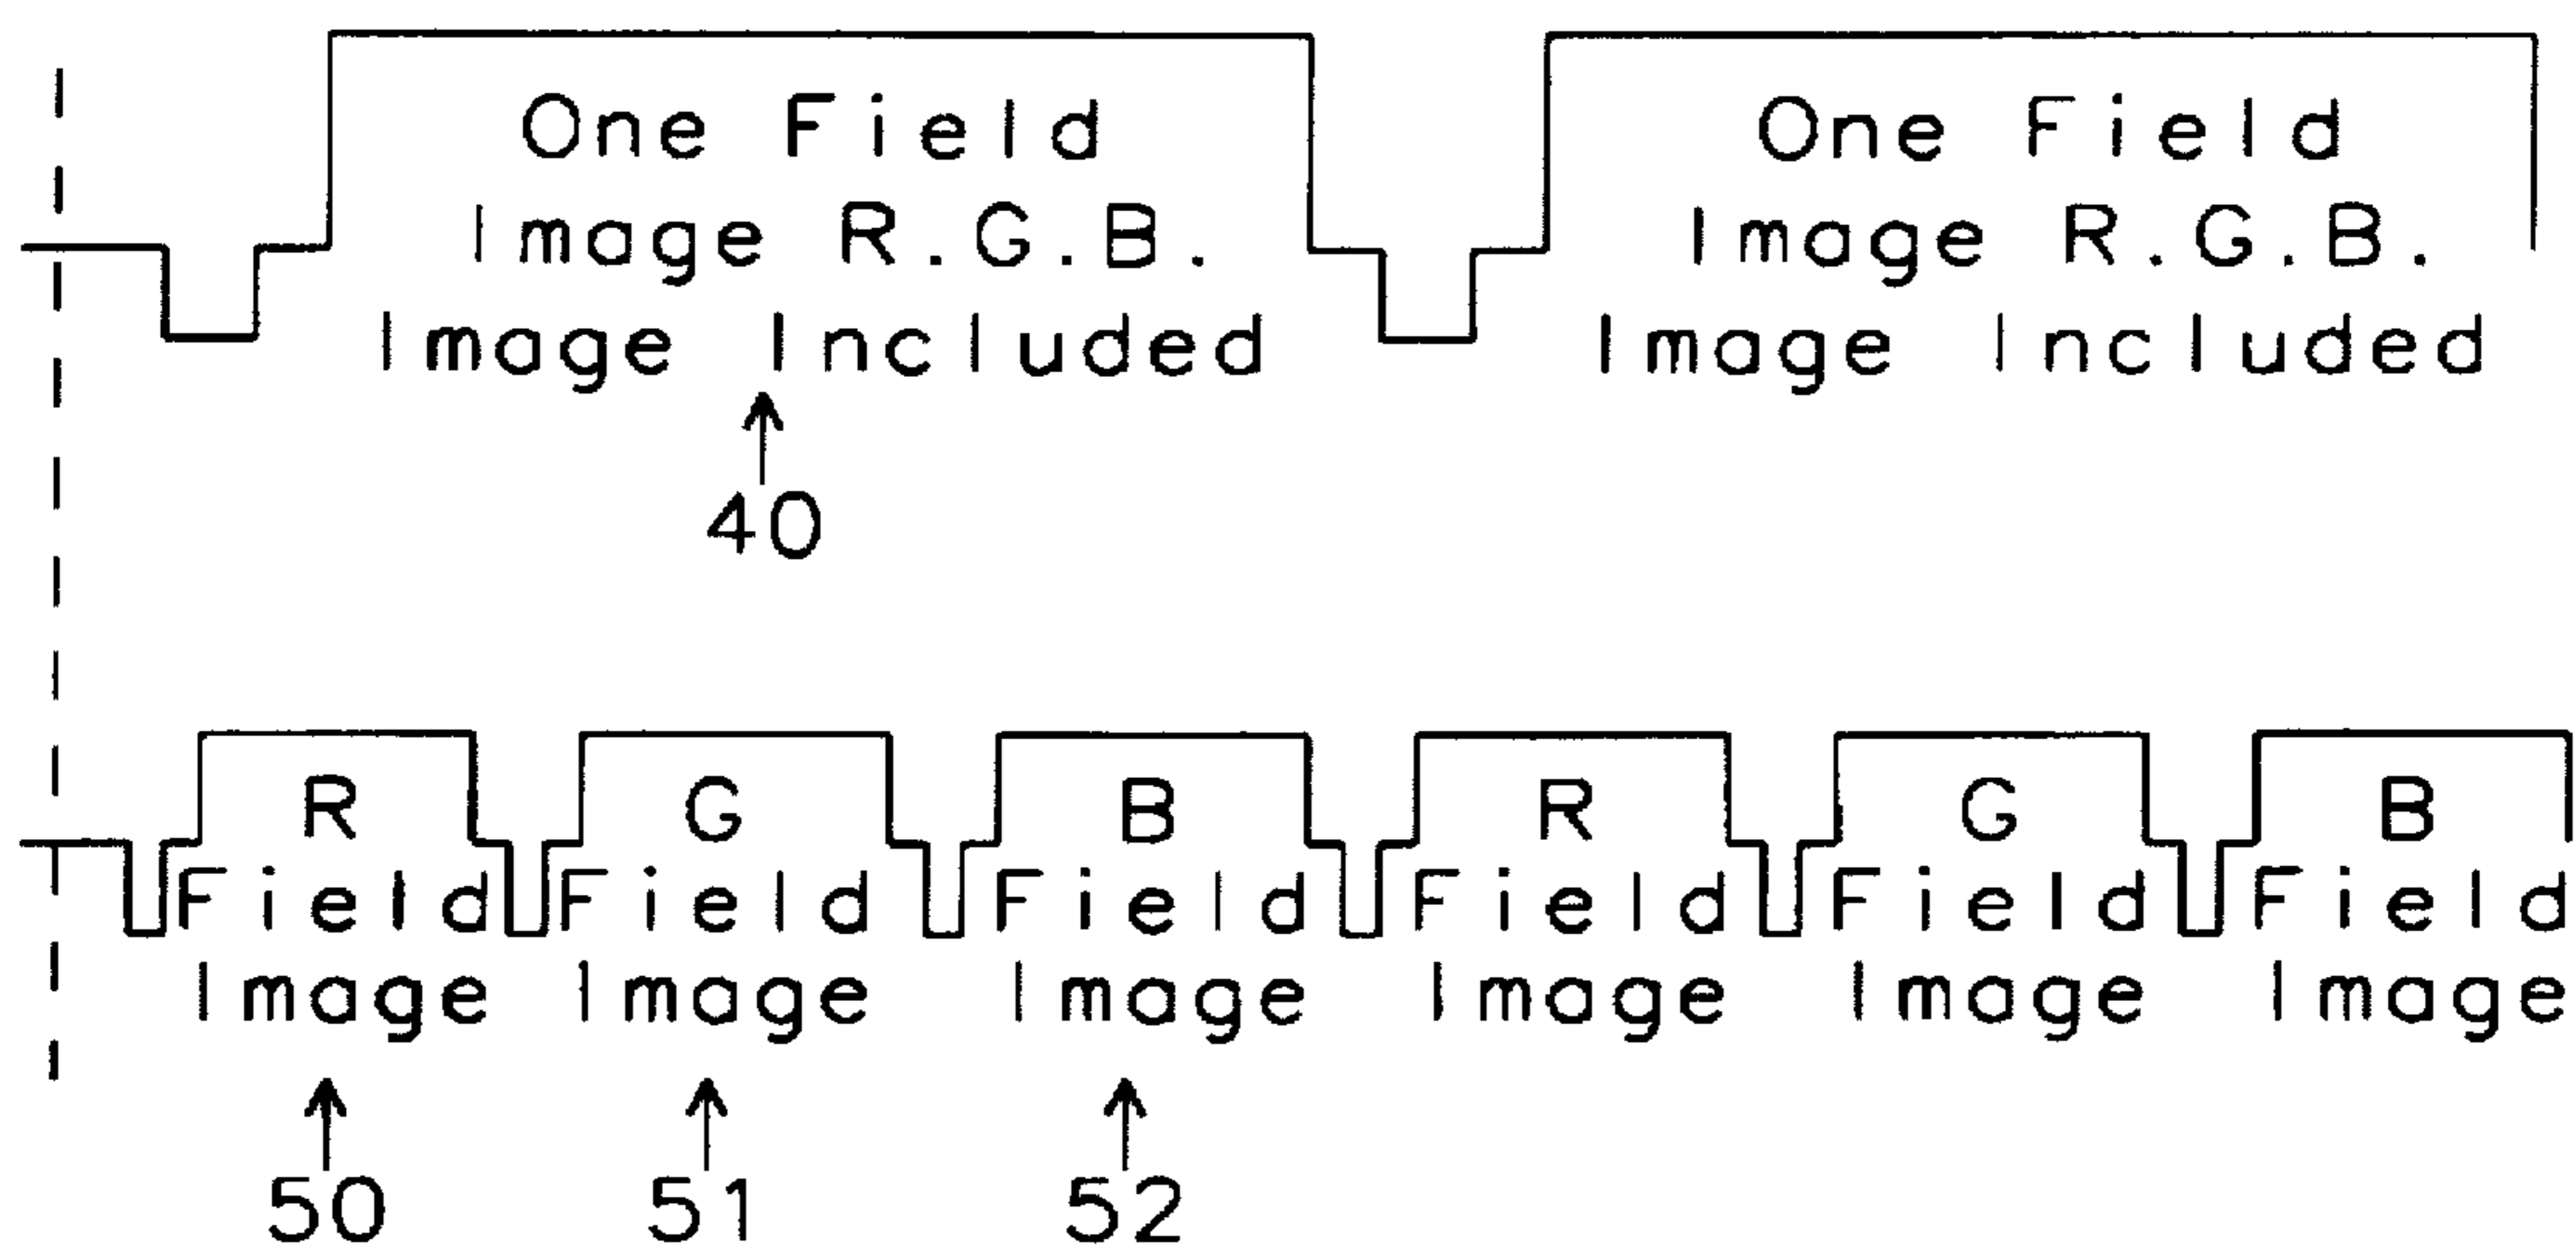 One Field One Field
Image R.G.B. Image R.G.B.
Image Included Image Included
40
R G B R G B
Field Field Field Field Field Field
Image Image Image Image Image Image
50 51 52